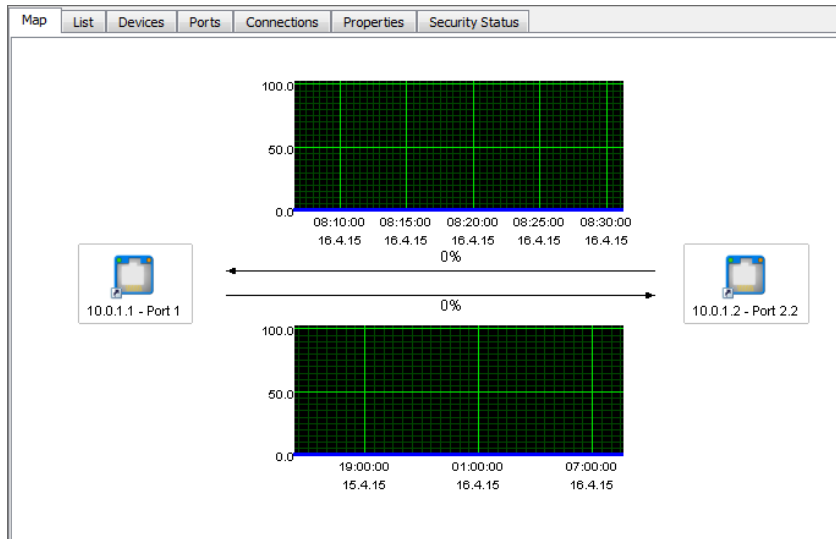 Map List Devices Ports Connections Properties Security Status
100.0
50.0
0.0
08:10:00 08:15:00 08:20:00 08:25:00 08:30:00
16.4.15 16.4.15 16.4.15 16.4.15 16.4.15
0%
10.0.1.1 - Port 1
10.0.1.2 - Port 2.2
0%
100.0
50.0
0.0
19:00:00 01:00:00 07:00:00
15.4.15 16.4.15 16.4.15